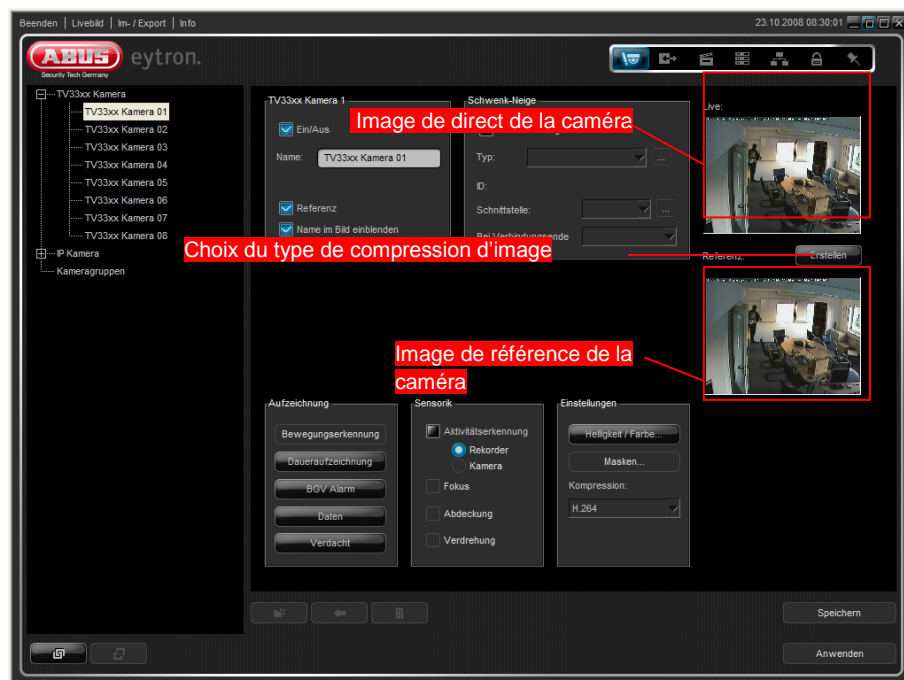 Beenden | Livebild | Im- / Export | Info
23.10.2008 08:30:01
ABUS eytron.
Security Tech Germany
TV33xx Kamera
TV33xx Kamera 01
TV33xx Kamera 02
TV33xx Kamera 03
TV33xx Kamera 04
TV33xx Kamera 05
TV33xx Kamera 06
TV33xx Kamera 07
TV33xx Kamera 08
IP Kamera
Kameragruppen
TV33xx Kamera 1
Ein/Aus
Name: TV33xx Kamera 01
Referenz
Name im Bild einblenden
Schwenk-Neige
Image de direct de la caméra
Typ:
...
ID:
Schnittstelle:
...
Bei Verbindungsende
Choix du type de compression d'image
Live:
Referenz:
Erstellen
Image de référence de la
caméra
Aufzeichnung
Bewegungserkennung
Daueraufzeichnung
BGV Alarm
Daten
Verdacht
Sensorik
Aktivitätserkennung
Rekorder
Kamera
Fokus
Abdeckung
Verdrehung
Einstellungen
Helligkeit / Farbe...
Masken...
Kompression:
H.264
Speichern
Anwenden